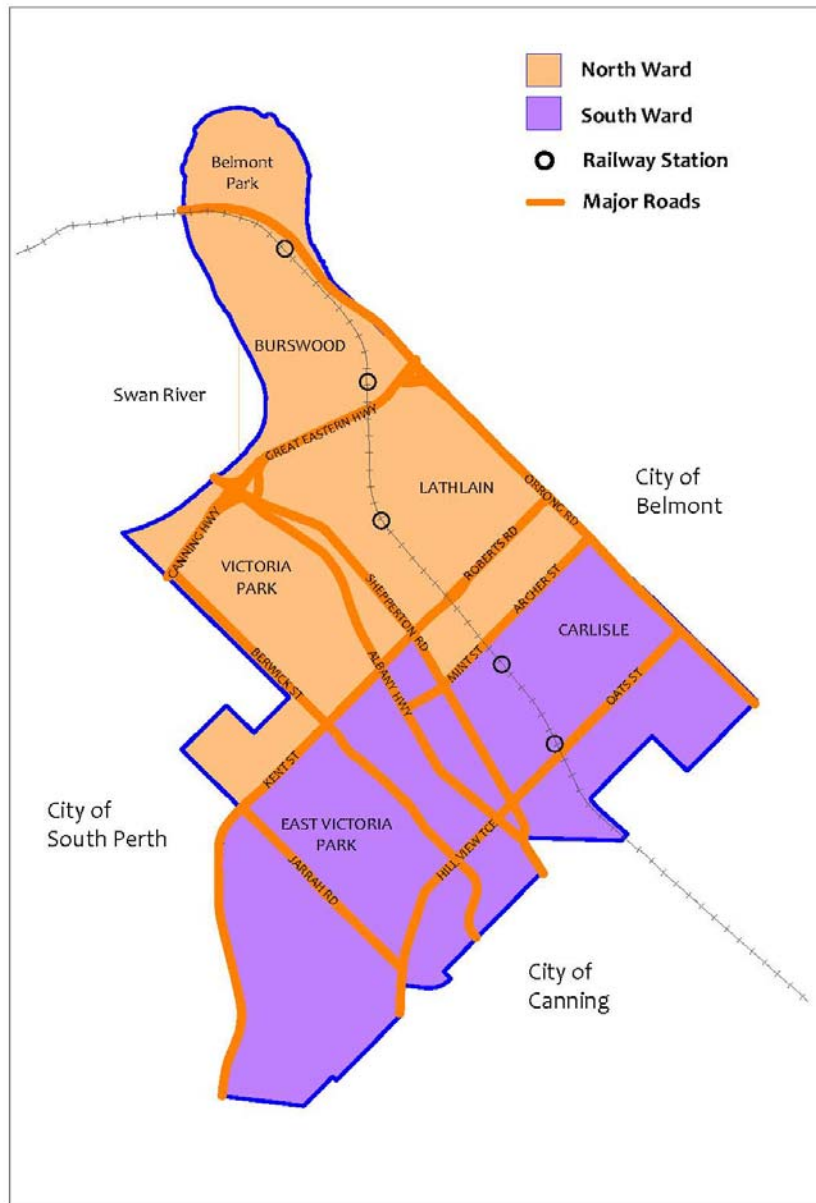 North Ward
South Ward
Railway Station
Major Roads
Belmont
Park
BURSWOOD
Swan River
GREAT EASTERN HWY
LATHLAIN
ORRONG RD
City of
Belmont
CANNING HWY
VICTORIA
PARK
SHEPPERTON RD
ROBERTS RD
ARCHER ST
CARLISLE
BERWICK ST
ALBANY HWY
MINT ST
OATS ST
KENT ST
City of
South Perth
EAST VICTORIA
PARK
JARRAH RD
HILL VIEW TCE
City of
Canning